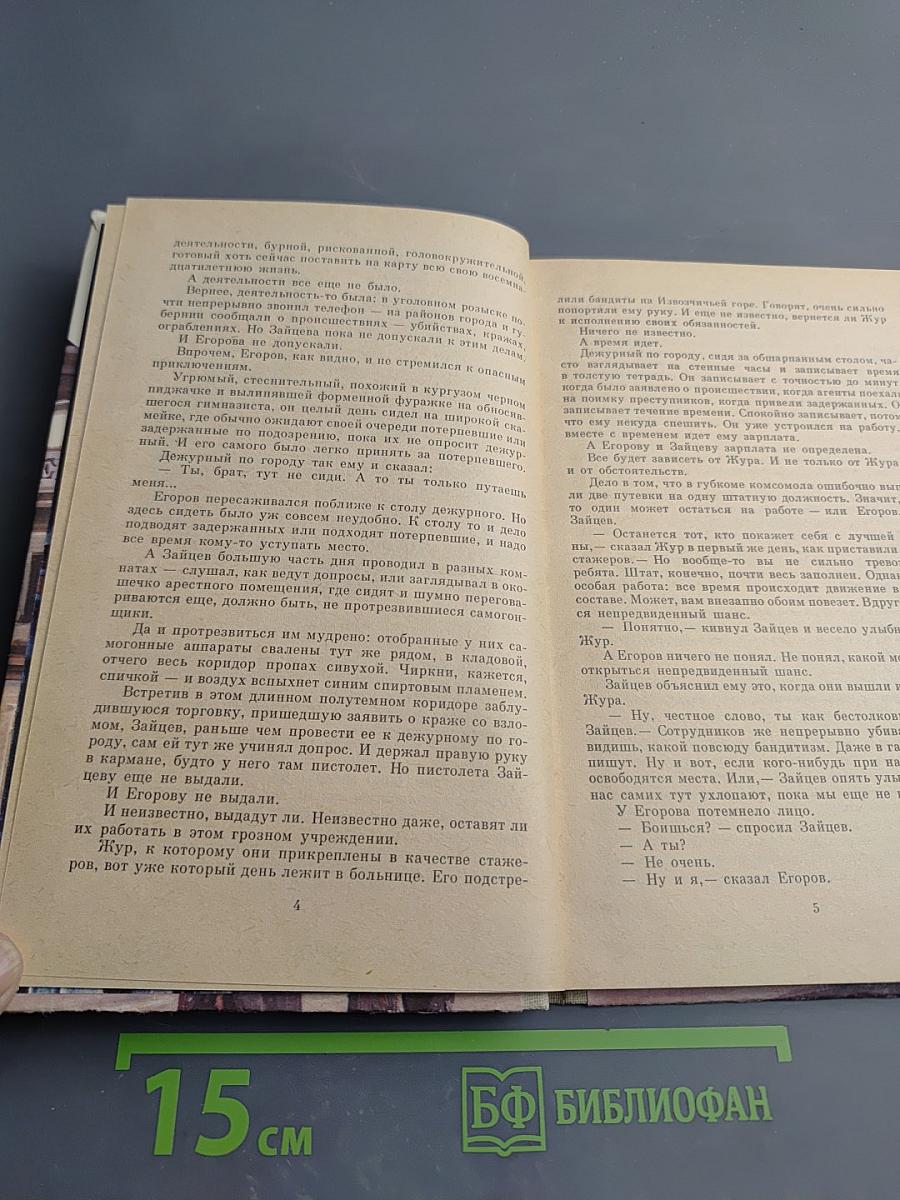 деятельности, бурной, рискованной, головокружительной,
готовый хоть сейчас поставить на карту всю свою восемна-
дцатилетнюю жизнь.
А деятельности все еще не было.
Вернее, деятельность-то была: в уголовном розыске по-
чти непрерывно звонил телефон — из районов города и гу-
бернии сообщали о происшествиях — убийствах, кражах,
ограблениях. Но Зайцева пока не допускали к этим делам.
И Егорова не допускали.
Впрочем, Егоров, как видно, и не стремился к опасным
приключениям.
Угрюмый, стеснительный, похожий в кургузом черном
пиджачке и вылинявшей форменной фуражке на обносив-
шегося гимназиста, он целый день сидел на широкой ска-
мейке, где обычно ожидают своей очереди потерпевшие или
задержанные по подозрению, пока их не опросит дежур-
ный. И его самого было легко принять за потерпевшего.
Дежурный по городу так ему и сказал:
— Ты, брат, тут не сиди. А то ты только путаешь
меня...
Егоров пересаживался поближе к столу дежурного. Но
здесь сидеть было уж совсем неудобно. К столу то и дело
подводят задержанных или подходят потерпевшие, и надо
все время кому-то уступать место.
А Зайцев большую часть дня проводил в разных ком-
натах — слушал, как ведут допросы, или заглядывал в око-
шечко арестного помещения, где сидят и шумно перегова-
риваются еще, должно быть, не протрезвившиеся самогон-
щики.
Да и протрезвиться им мудрено: отобранные у них са-
могонные аппараты свалены тут же рядом, в кладовой,
отчего весь коридор пропах сивухой. Чиркни, кажется,
спичкой — и воздух вспыхнет синим спиртовым пламенем.
Встретив в этом длинном полутемном коридоре заблу-
дившуюся торговку, пришедшую заявить о краже со взло-
мом, Зайцев, раньше чем провести ее к дежурному по го-
роду, сам ей тут же учинял допрос. И держал правую руку
в кармане, будто у него там пистолет. Но пистолета Зай-
цеву еще не выдали.
И Егорову не выдали.
И неизвестно, выдадут ли. Неизвестно даже, оставят ли
их работать в этом грозном учреждении.
Жур, к которому они прикреплены в качестве стаже-
ров, вот уже который день лежит в больнице. Его подстре-
4
лили бандиты на Извозчичьей горе. Говорят, очень сильно
попортили ему руку. И еще не известно, вернется ли Жур
к исполнению своих обязанностей.
Ничего не известно.
А время идет.
Дежурный по городу, сидя за обшарпанным столом, ча-
сто взглядывает на стенные часы и записывает время
в толстую тетрадь. Он записывает с точностью до минут
когда было заявлено о происшествии, когда агенты поехали
на поимку преступников, когда привели задержанных. О
записывает течение времени. Спокойно записывает, потом
что ему некуда спешить. Он уже устроился на работу.
вместе с временем идет ему зарплата.
А Егорову и Зайцеву зарплата не определена.
Все будет зависеть от Жура. И не только от Жура
и от обстоятельств.
Дело в том, что в губкоме комсомола ошибочно вып
ли две путевки на одну штатную должность. Значит,
то один может остаться на работе — или Егоров
Зайцев.
— Останется тот, кто покажет себя с лучшей
ны,— сказал Жур в первый же день, как приставили
стажеров.— Но вообще-то вы не сильно тревож
ребята. Штат, конечно, почти весь заполнен. Однак
особая работа: все время происходит движение в
составе. Может, вам внезапно обоим повезет. Вдруг
ся непредвиденный шанс.
— Понятно,— кивнул Зайцев и весело улыбн
Жур.
А Егоров ничего не понял. Не понял, какой мо
открыться непредвиденный шанс.
Зайцев объяснил ему это, когда они вышли и
Жура.
— Ну, честное слово, ты как бестолковы
Зайцев.— Сотрудников же непрерывно убива
видишь, какой повсюду бандитизм. Даже в га
пишут. Ну и вот, если кого-нибудь при на
освободятся места. Или,— Зайцев опять улы
нас самих тут ухлопают, пока мы еще не
У Егорова потемнело лицо.
— Боишься? — спросил Зайцев.
— А ты?
— Не очень.
— Ну и я,— сказал Егоров.
5
15 см
БФ БИБЛИОФАН